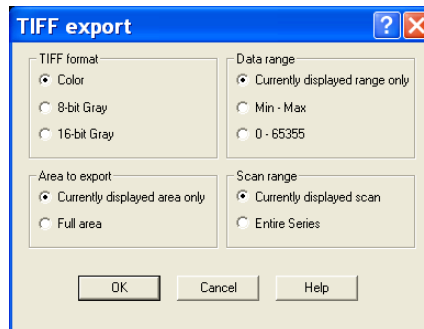 TIFF export
TIFF format
Color
8-bit Gray
16-bit Gray
Data range
Currently displayed range only
Min - Max
0 - 65355
Area to export
Currently displayed area only
Full area
Scan range
Currently displayed scan
Entire Series
OK
Cancel
Help